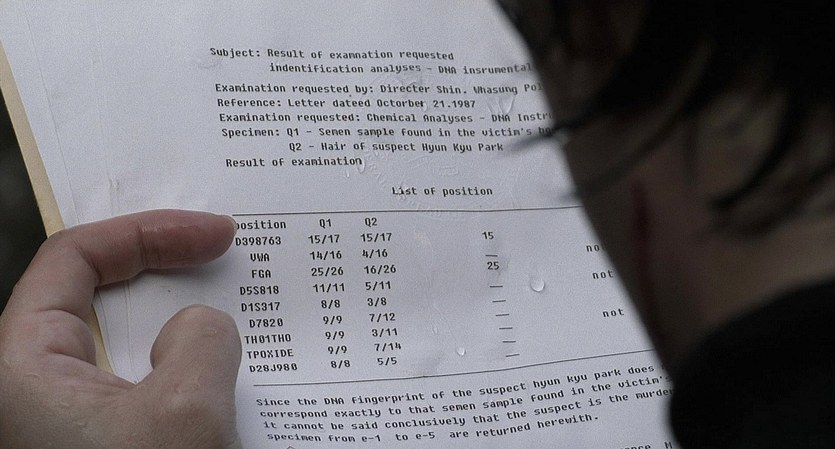 Subject: Result of examnation requested
indentification analyses - DNA insrumental
Examination requested by: Directer Shin. Whasung
Reference: Letter dateed Octorber 21.1987
Examination requested: Chemical Analyses - DNA
Specimen: Q1 - Semen sample found in the victim's
Q2 - Hair of suspect Hyun Kyu Park
Result of examination
List of position
position Q1 Q2
D398763 15/17 15/17 15
VWA 14/16 4/16 —
FGA 25/26 16/26 25 not
D5S818 11/11 5/11 —
D1S317 8/8 3/8 —
D7820 9/9 7/12 — not
TH01THO 9/9 3/11 —
TPOXIDE 9/9 7/14 —
D28J980 8/8 5/5 —
Since the DNA fingerprint of the suspect hyun kyu park does
correspond exactly to that semen sample found in the victim's
it cannot be said conclusively that the suspect is the
specimen from e-1 to e-5 are returned herewith.